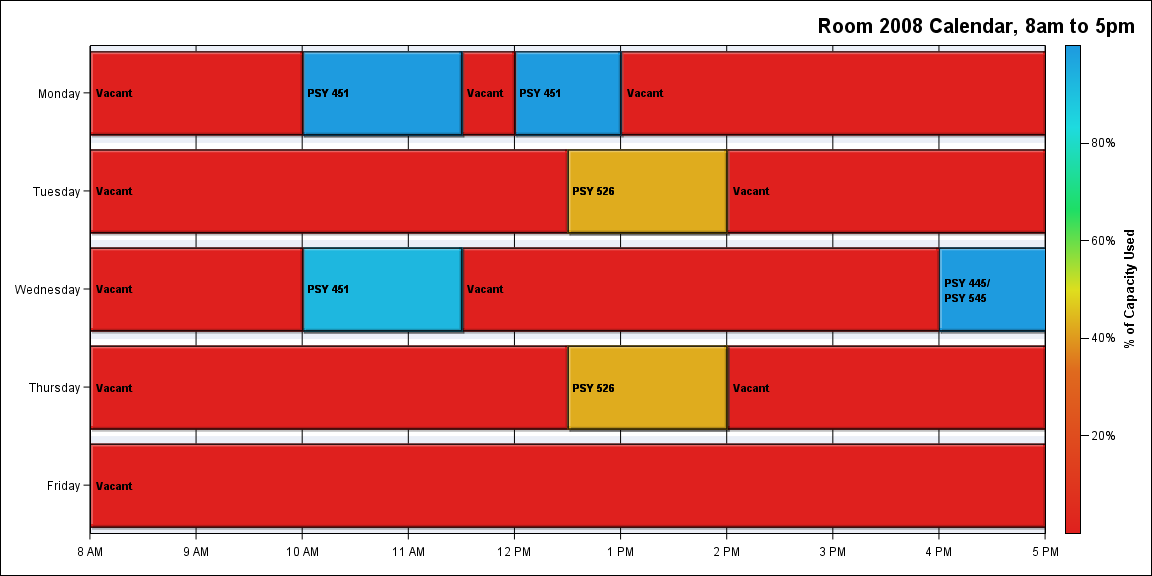 Room 2008 Calendar, 8am to 5pm
Monday
Vacant
PSY 451
Vacant
PSY 451
Vacant
Tuesday
Vacant
PSY 526
Vacant
Wednesday
Vacant
PSY 451
Vacant
PSY 445/
PSY 545
Thursday
Vacant
PSY 526
Vacant
Friday
Vacant
8 AM
9 AM
10 AM
11 AM
12 PM
1 PM
2 PM
3 PM
4 PM
5 PM
80%
60%
40%
20%
% of Capacity Used